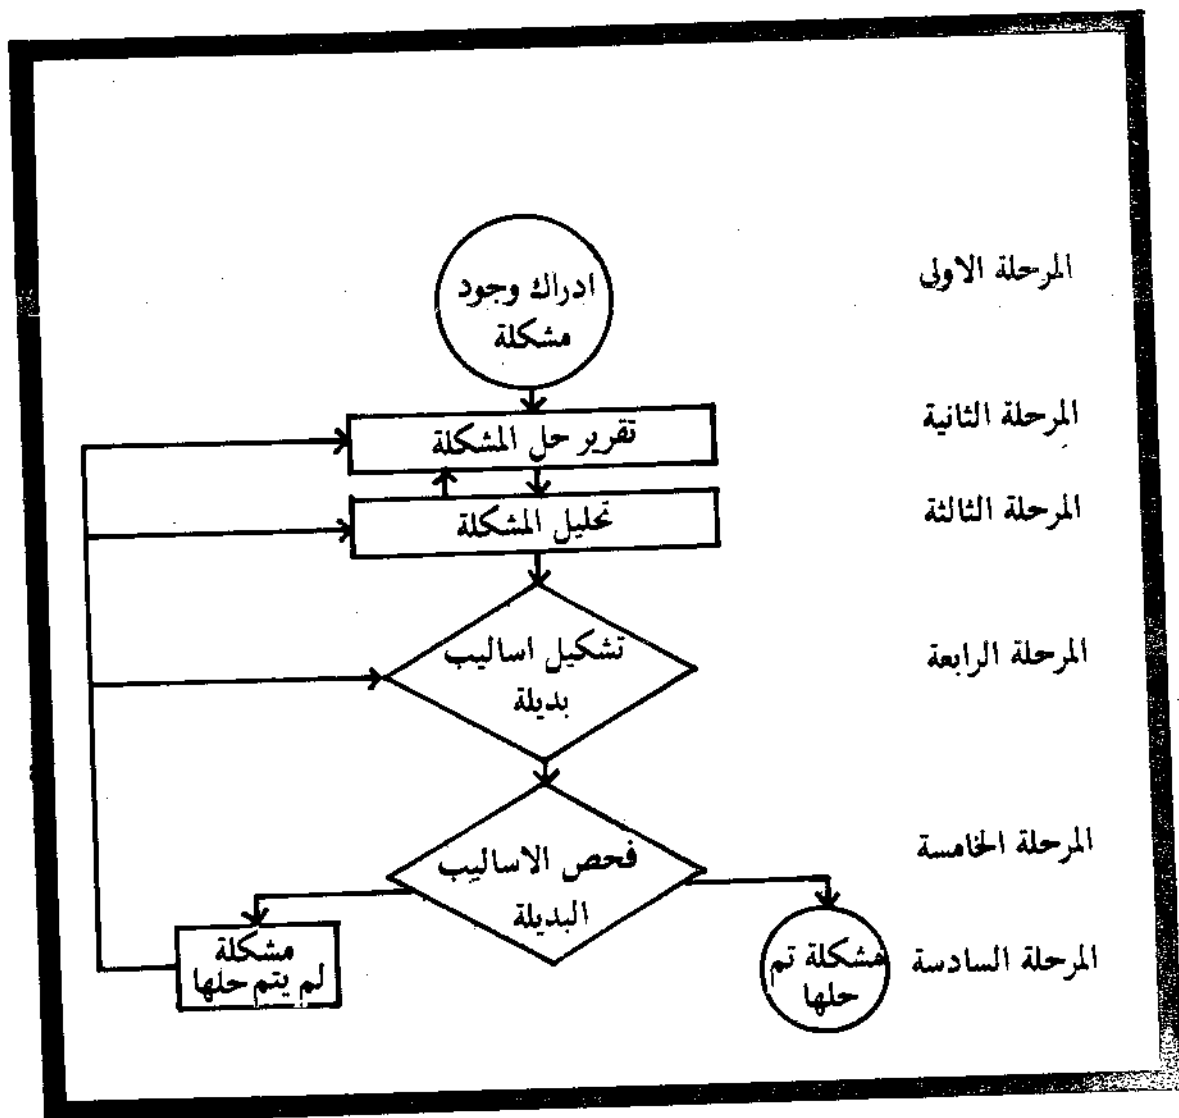 المرحلة الاولى
ادراك وجود
مشكلة
المرحلة الثانية
تقرير حل المشكلة
المرحلة الثالثة
تحليل المشكلة
المرحلة الرابعة
تشكيل اساليب
بديلة
المرحلة الخامسة
فحص الاساليب
البديلة
المرحلة السادسة
مشكلة تم
حلها
مشكلة
لم يتم حلها